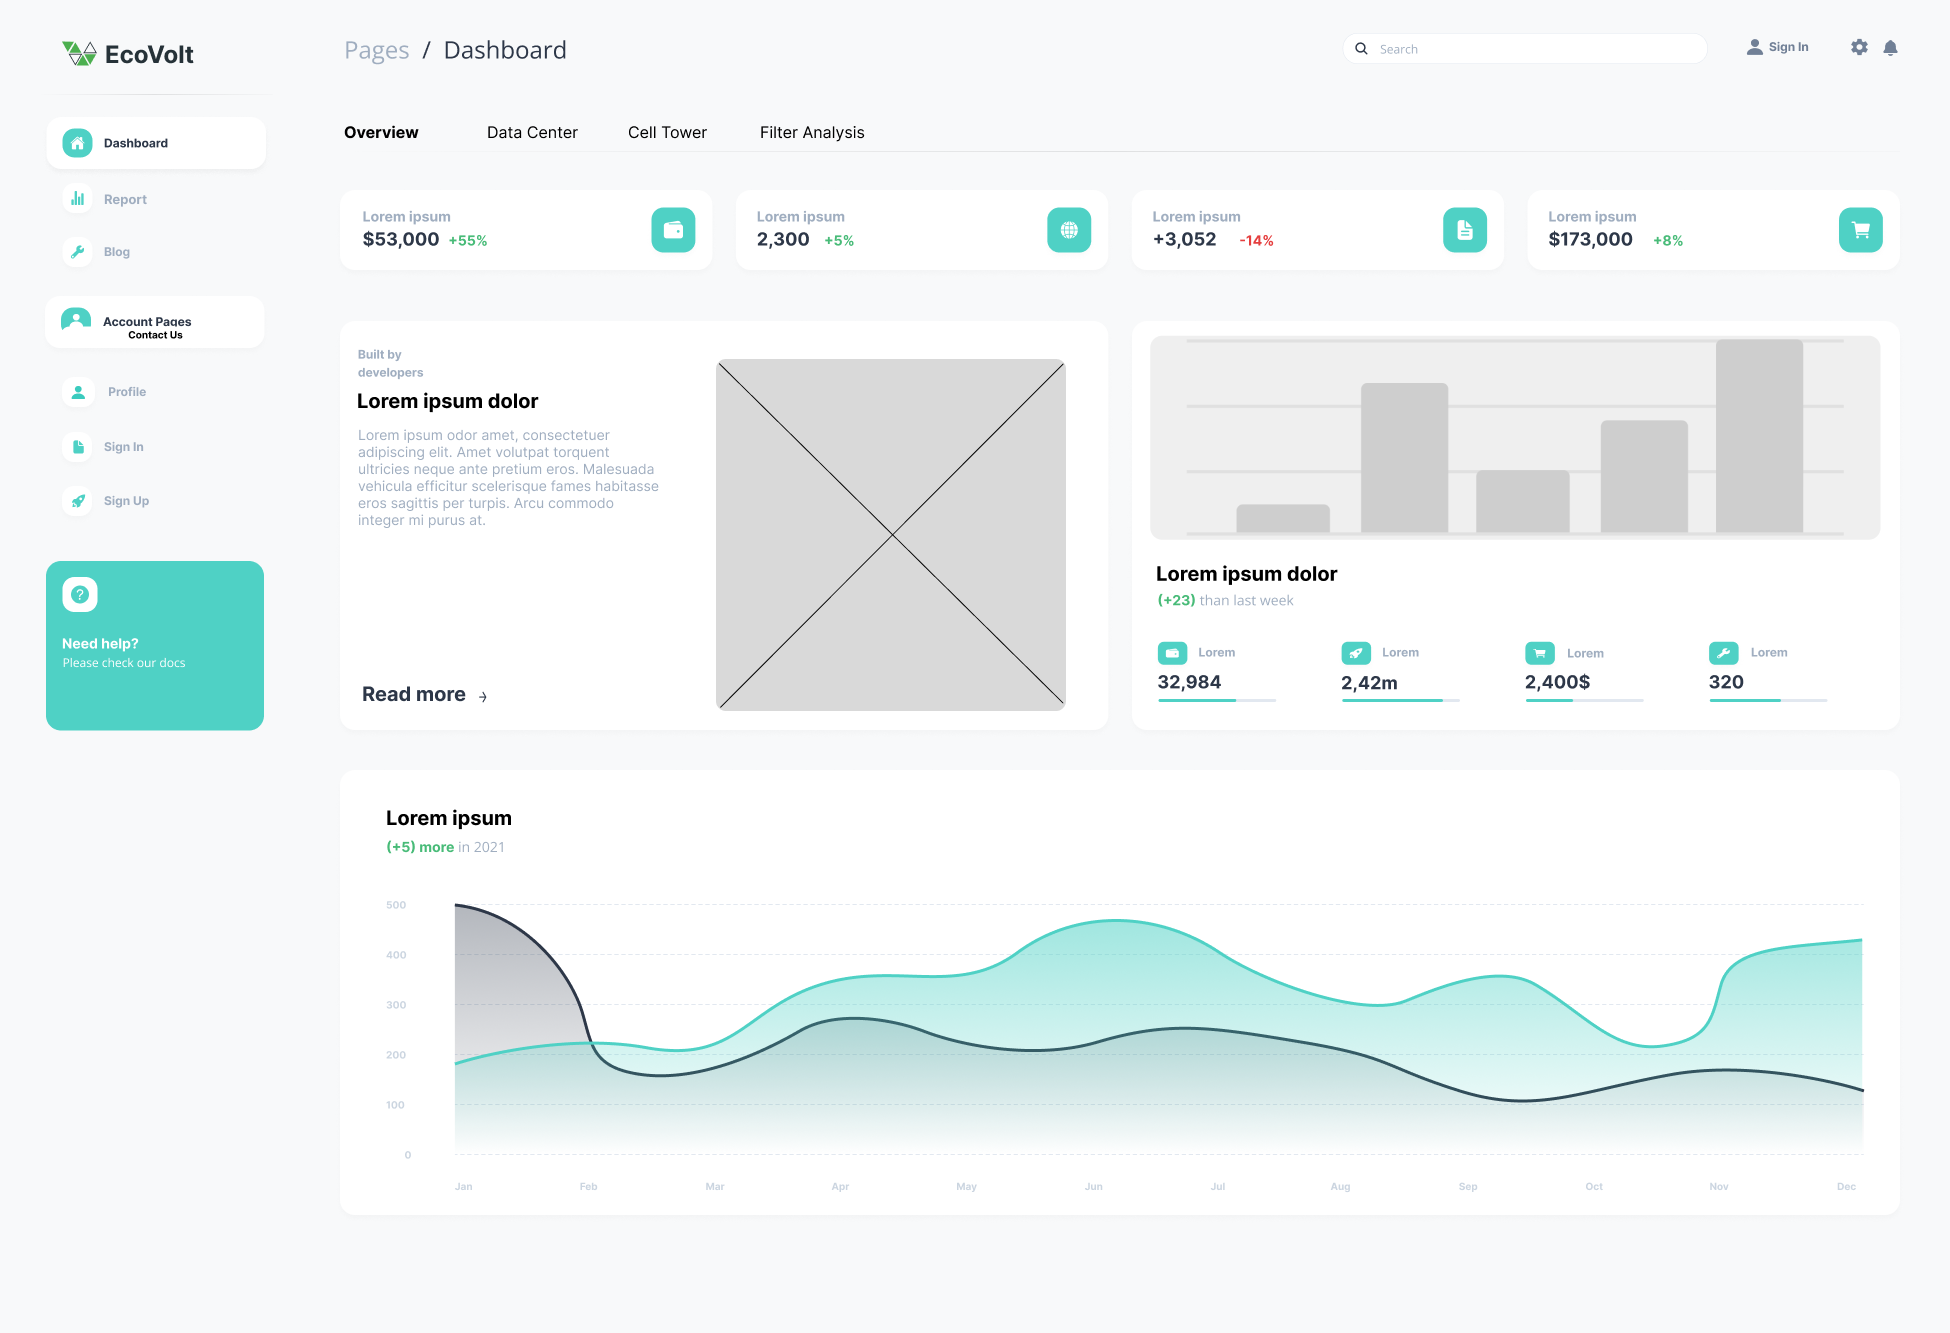 EcoVolt
Pages / Dashboard
Search
Sign In
Dashboard
Report
Blog
Account Pages
Contact Us
Profile
Sign In
Sign Up
?
Need help?
Please check our docs
Overview
Data Center
Cell Tower
Filter Analysis
Lorem ipsum
$53,000 +55%
Lorem ipsum
2,300 +5%
Lorem ipsum
+3,052 -14%
Lorem ipsum
$173,000 +8%
Built by
developers
Lorem ipsum dolor
Lorem ipsum odor amet, consectetuer
adipiscing elit. Amet volutpat torquent
ultricies neque ante pretium eros. Malesuada
vehicula efficitur scelerisque fames habitasse
eros sagittis per turpis. Arcu commodo
integer mi purus at.
Read more
Lorem ipsum dolor
(+23) than last week
Lorem
32,984
Lorem
2,42m
Lorem
2,400$
Lorem
320
Lorem ipsum
(+5) more in 2021
500
400
300
200
100
0
Jan
Feb
Mar
Apr
May
Jun
Jul
Aug
Sep
Oct
Nov
Dec